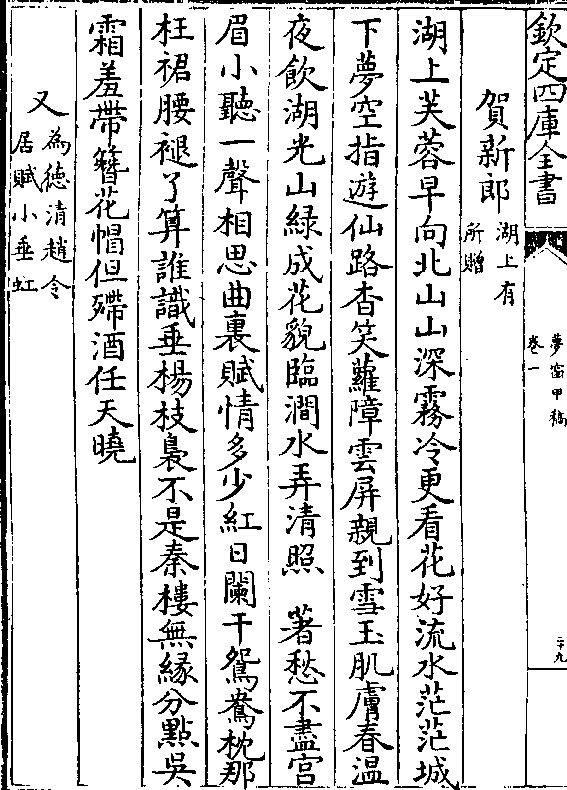 欽定四庫全書
夢窗甲稿
卷一
二十九
賀新郎湖上有
所贈
湖上芙蓉早向北山山深霧冷更看花好流水茫茫城
下夢空指遊仙路杳笑蘿障雲屏親到雪玉肌膚春溫
夜飲湖光山綠成花貌臨澗水弄清照 著愁不盡宫
眉小聽一聲相思曲裏賦情多少紅日闌干鴛鴦枕那
枉裙腰褪了算誰識垂楊枝裊不是秦樓無緣分點吳
霜羞帶簪花帽但殢酒任天曉
又為德清趙令
居賦小垂虹